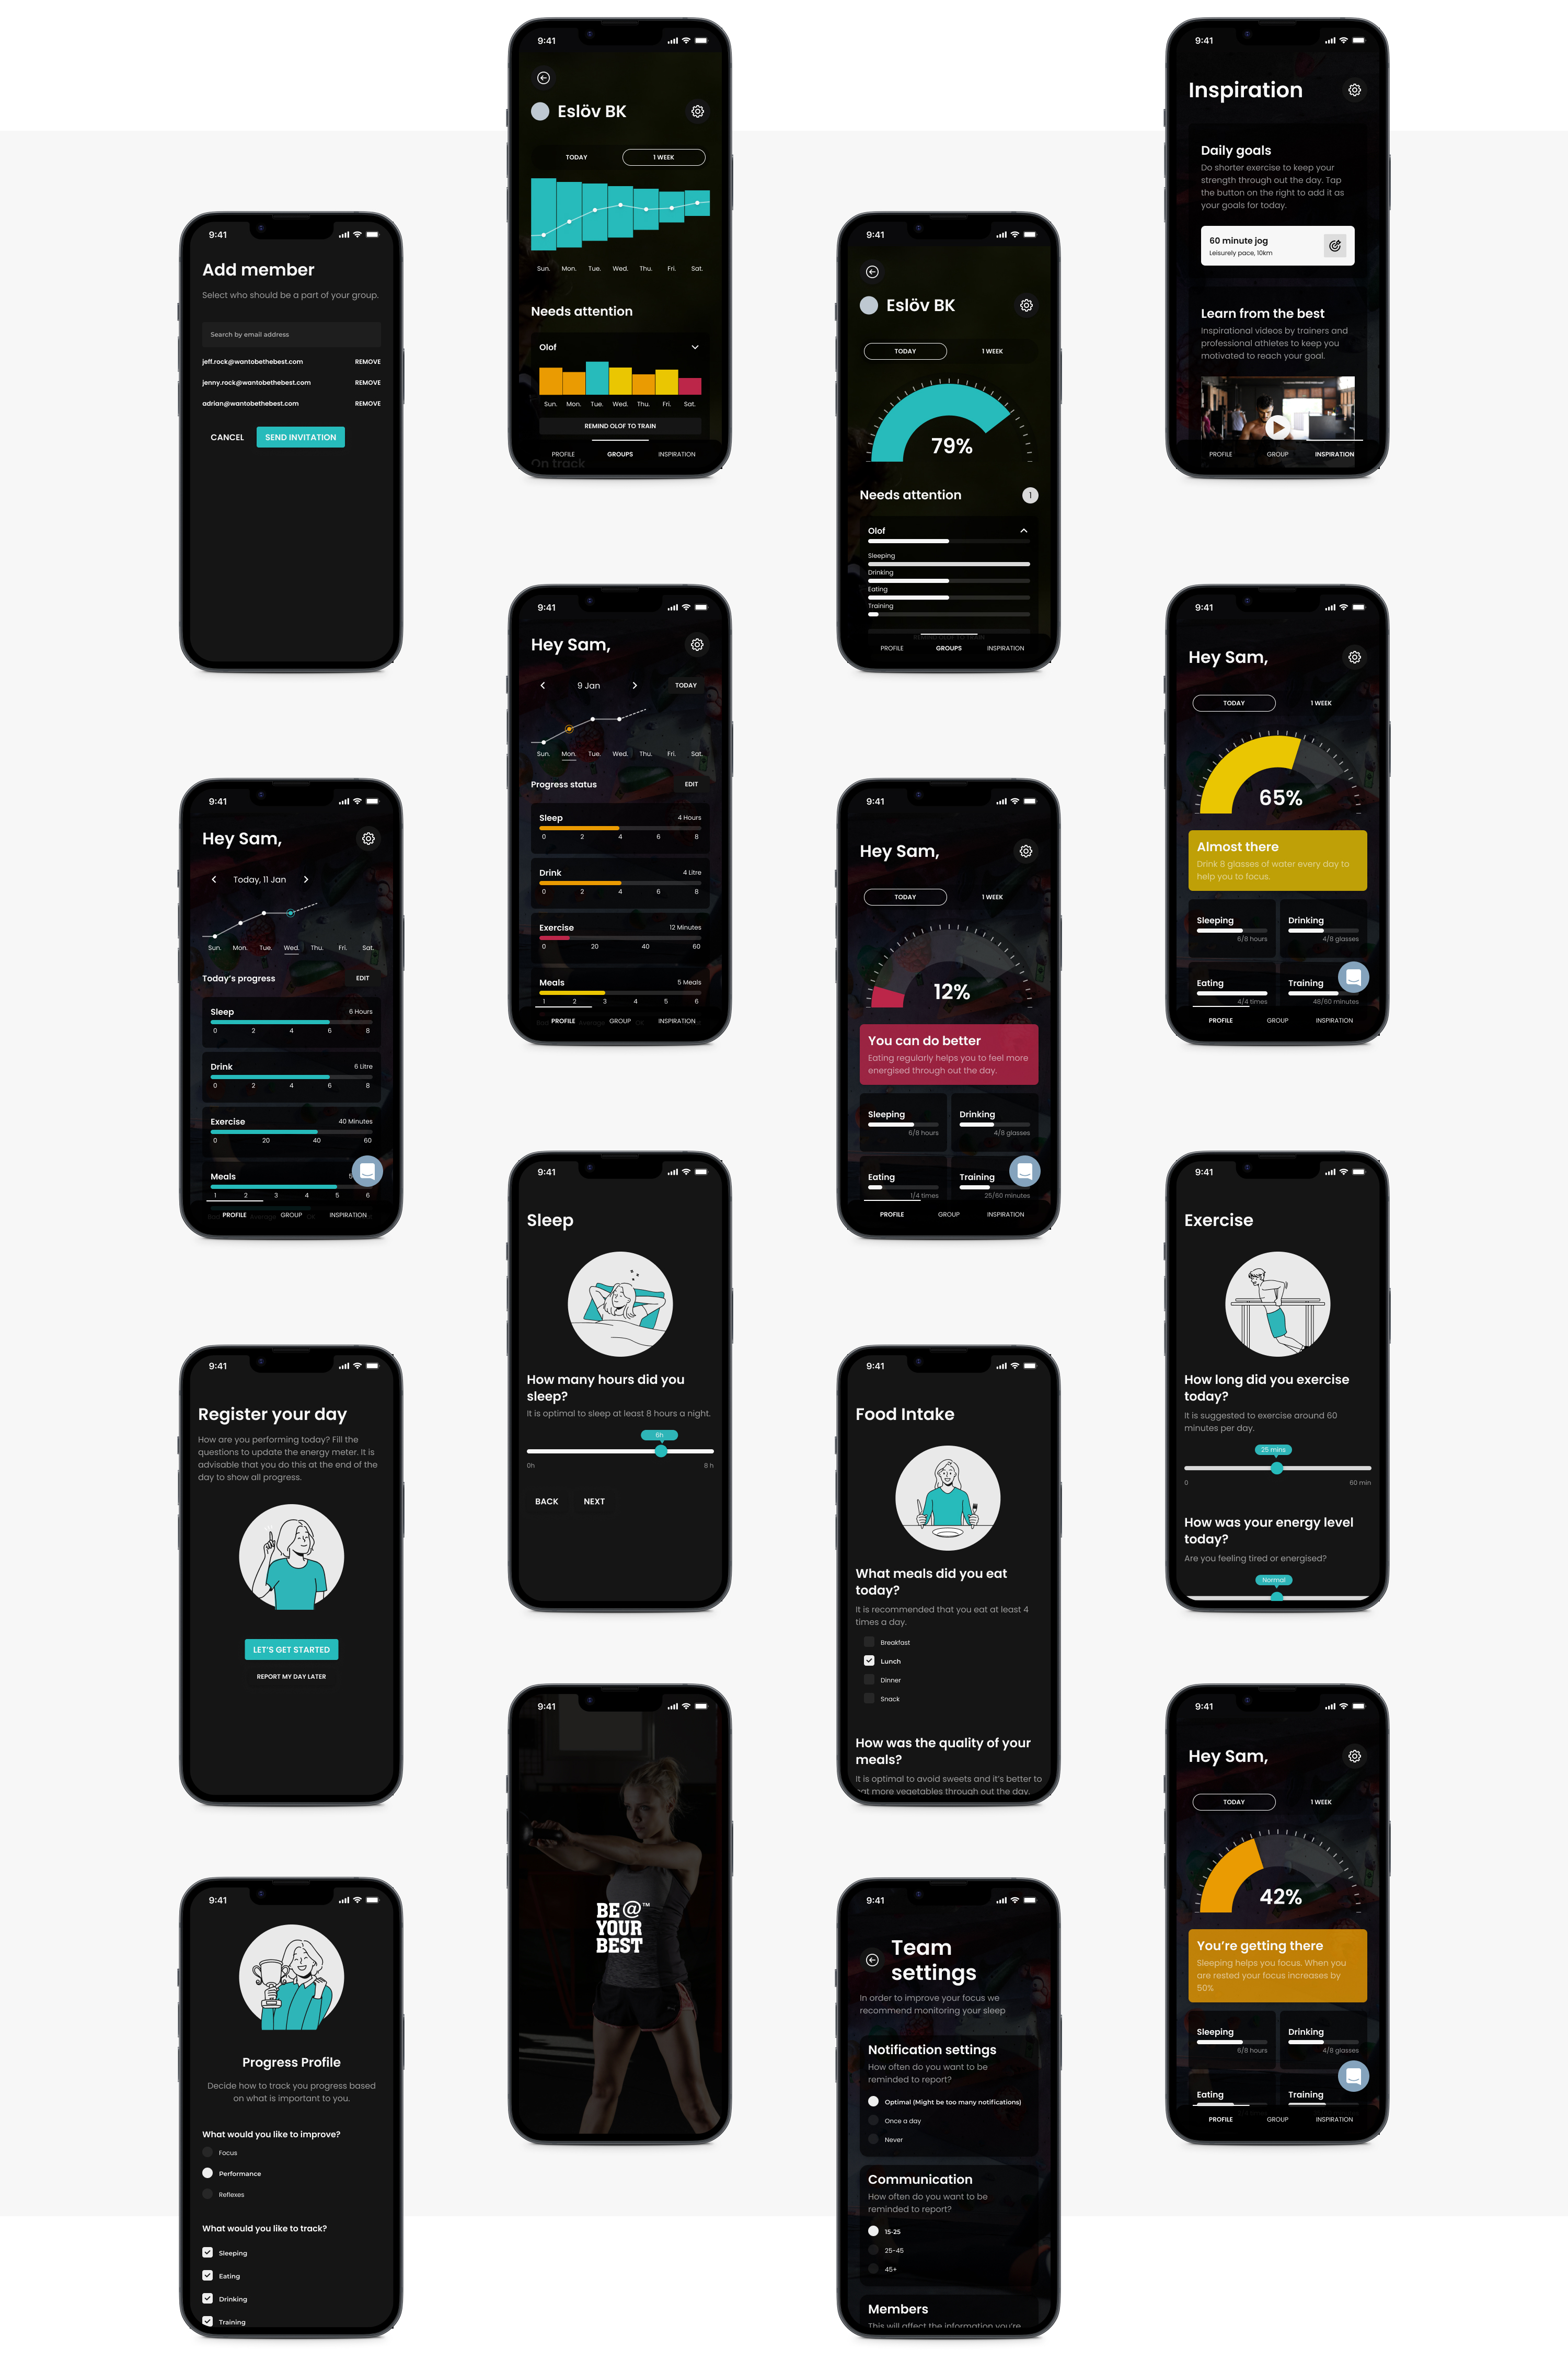 9:41
Add member
Select who should be a part of your group.
Search by email address
jeff.rock@wantobethebest.com REMOVE
jenny.rock@wantobethebest.com REMOVE
adrian@wantobethebest.com REMOVE
CANCEL SEND INVITATION
9:41
Hey Sam,
Today, 11 Jan
Sun. Mon. Tue. Wed. Thu. Fri. Sat.
Today's progress EDIT
Sleep 6 Hours
0 2 4 6 8
Drink 6 Litre
0 2 4 6 8
Exercise 40 Minutes
0 20 40 60
Meals 5
1 2 3 4 5 6
PROFILE GROUP INSPIRATION
9:41
Register your day
How are you performing today? Fill the
questions to update the energy meter. It is
advisable that you do this at the end of the
day to show all progress.
LET'S GET STARTED
REPORT MY DAY LATER
9:41
Progress Profile
Decide how to track you progress based
on what is important to you.
What would you like to improve?
Focus
Performance
Reflexes
What would you like to track?
Sleeping
Eating
Drinking
Training
9:41
Eslöv BK
TODAY 1 WEEK
Sun. Mon. Tue. Wed. Thu. Fri. Sat.
Needs attention
Olof
Sun. Mon. Tue. Wed. Thu. Fri. Sat.
REMIND OLOF TO TRAIN
On track
PROFILE GROUPS INSPIRATION
9:41
Hey Sam,
9 Jan TODAY
Sun. Mon. Tue. Wed. Thu. Fri. Sat.
Progress status EDIT
Sleep 4 Hours
0 2 4 6 8
Drink 4 Litre
0 2 4 6 8
Exercise 12 Minutes
0 20 40 60
Meals 5 Meals
1 2 3 4 5 6
PROFILE GROUP INSPIRATION
9:41
Sleep
How many hours did you
sleep?
It is optimal to sleep at least 8 hours a night.
6h
0h 8 h
BACK NEXT
9:41
BE@™
YOUR
BEST
9:41
Eslöv BK
TODAY 1 WEEK
79%
Needs attention 1
Olof
Sleeping
Drinking
Eating
Training
REMIND OLOF TO TRAIN
PROFILE GROUPS INSPIRATION
9:41
Hey Sam,
TODAY 1 WEEK
12%
You can do better
Eating regularly helps you to feel more
energised through out the day.
Sleeping Drinking
6/8 hours 4/8 glasses
Eating Training
1/4 times 25/60 minutes
PROFILE GROUP INSPIRATION
9:41
Food Intake
What meals did you eat
today?
It is recommended that you eat at least 4
times a day.
Breakfast
Lunch
Dinner
Snack
How was the quality of your
meals?
It is optimal to avoid sweets and it's better to
eat more vegetables through out the day.
9:41
Team
settings
In order to improve your focus we
recommend monitoring your sleep
Notification settings
How often do you want to be
reminded to report?
Optimal (Might be too many notifications)
Once a day
Never
Communication
How often do you want to be
reminded to report?
15-25
25-45
45+
Members
This will affect the information you're
9:41
Inspiration
Daily goals
Do shorter exercise to keep your
strength through out the day. Tap
the button on the right to add it as
your goals for today.
60 minute jog
Leisurely pace, 10km
Learn from the best
Inspirational videos by trainers and
professional athletes to keep you
motivated to reach your goal.
PROFILE GROUP INSPIRATION
9:41
Hey Sam,
TODAY 1 WEEK
65%
Almost there
Drink 8 glasses of water every day to
help you to focus.
Sleeping Drinking
6/8 hours 4/8 glasses
Eating Training
4/4 times 48/60 minutes
PROFILE GROUP INSPIRATION
9:41
Exercise
How long did you exercise
today?
It is suggested to exercise around 60
minutes per day.
25 mins
0 60 min
How was your energy level
today?
Are you feeling tired or energised?
Normal
9:41
Hey Sam,
TODAY 1 WEEK
42%
You're getting there
Sleeping helps you focus. When you
are rested your focus increases by
50%
Sleeping Drinking
6/8 hours 4/8 glasses
Eating Training
PROFILE GROUP INSPIRATION